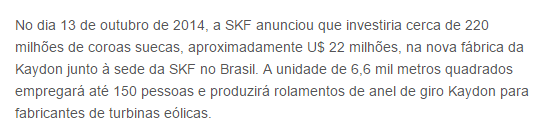 No dia 13 de outubro de 2014, a SKF anunciou que investiria cerca de 220
milhões de coroas suecas, aproximadamente U$ 22 milhões, na nova fábrica da
Kaydon junto à sede da SKF no Brasil. A unidade de 6,6 mil metros quadrados
empregará até 150 pessoas e produzirá rolamentos de anel de giro Kaydon para
fabricantes de turbinas eólicas.